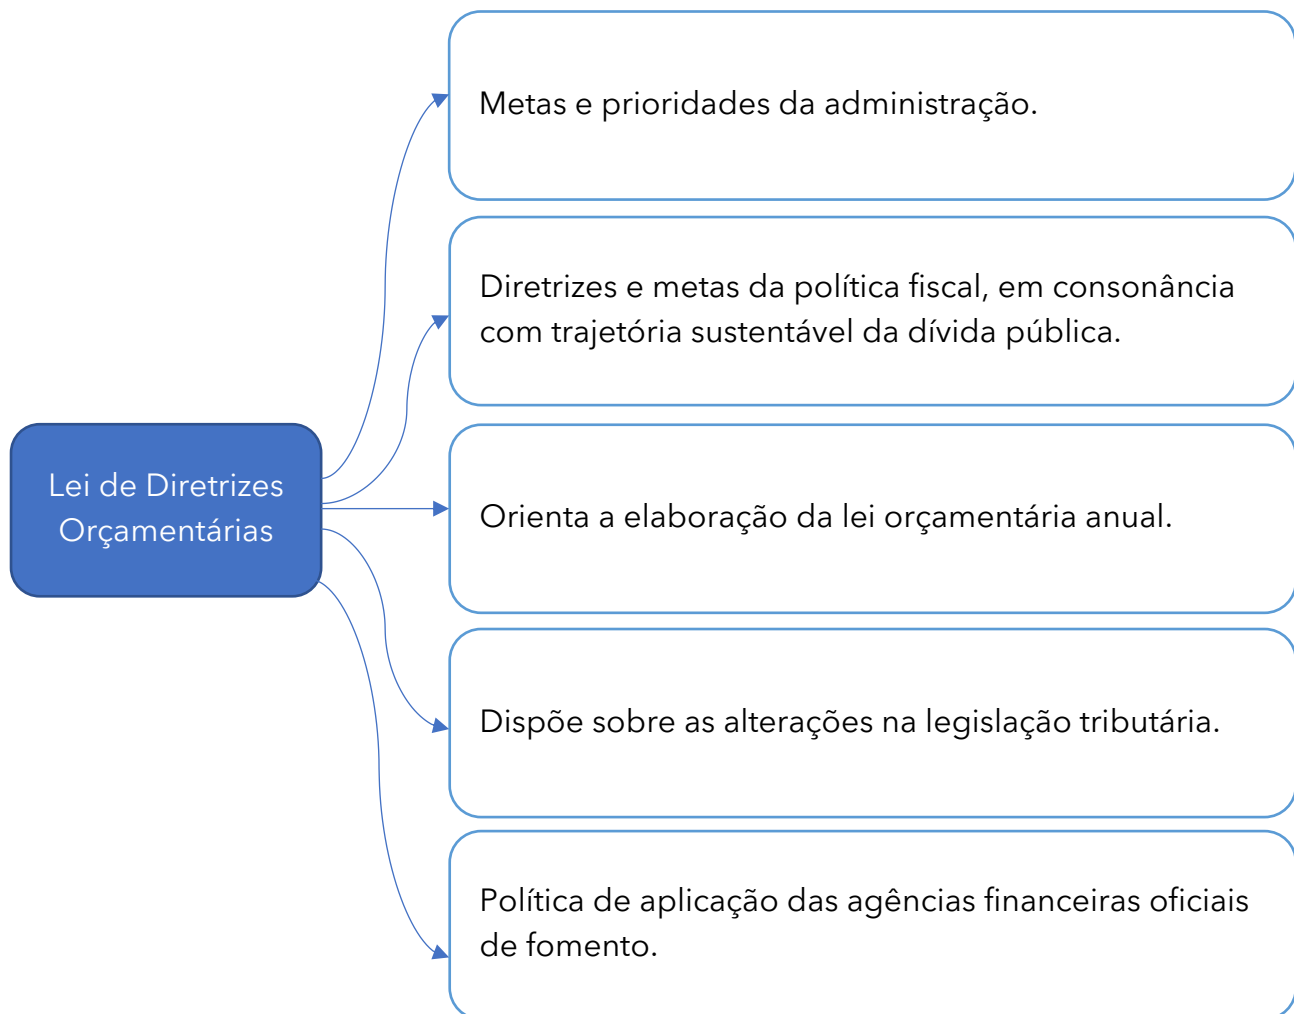 Metas e prioridades da administração.
Diretrizes e metas da política fiscal, em consonância
com trajetória sustentável da dívida pública.
Lei de Diretrizes
Orçamentárias
Orienta a elaboração da lei orçamentária anual.
Dispõe sobre as alterações na legislação tributária.
Política de aplicação das agências financeiras oficiais
de fomento.